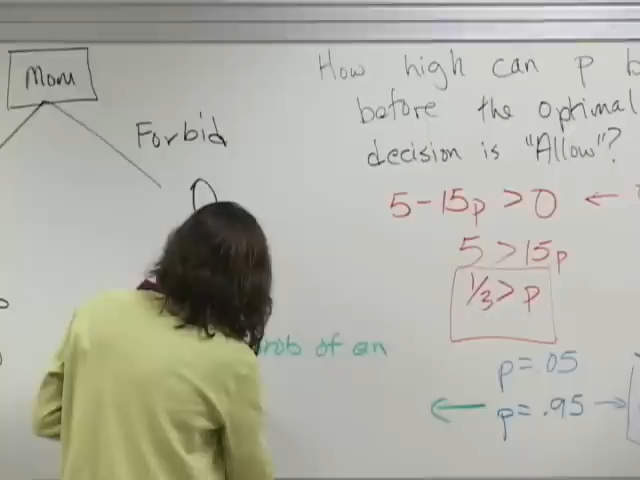 Mom
Forbid
0
How high can p
before the optimal
decision is "Allow"?
5-15p > 0 ←
5 > 15p
1/3 > p
rob of an
p=.05
← p=.95 →